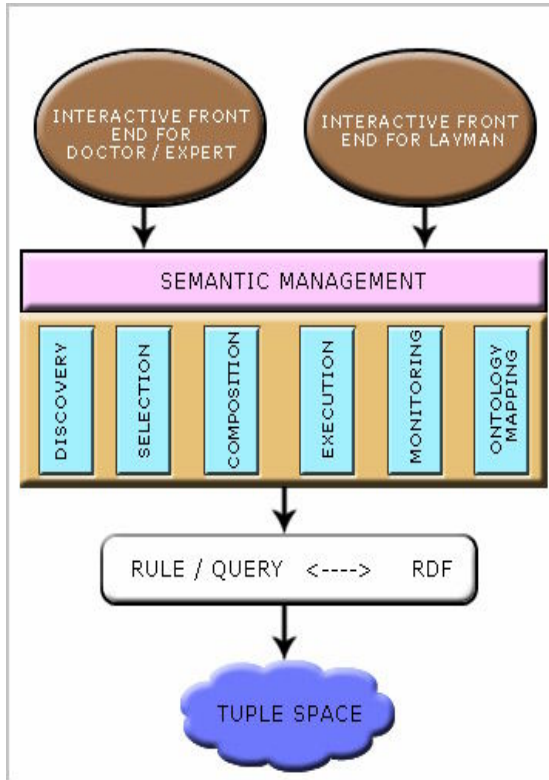 INTERACTIVE FRONT
END FOR
DOCTOR / EXPERT
INTERACTIVE FRONT
END FOR LAYMAN
SEMANTIC MANAGEMENT
DISCOVERY
SELECTION
COMPOSITION
EXECUTION
MONITORING
ONTOLOGY
MAPPING
RULE / QUERY <----> RDF
TUPLE SPACE